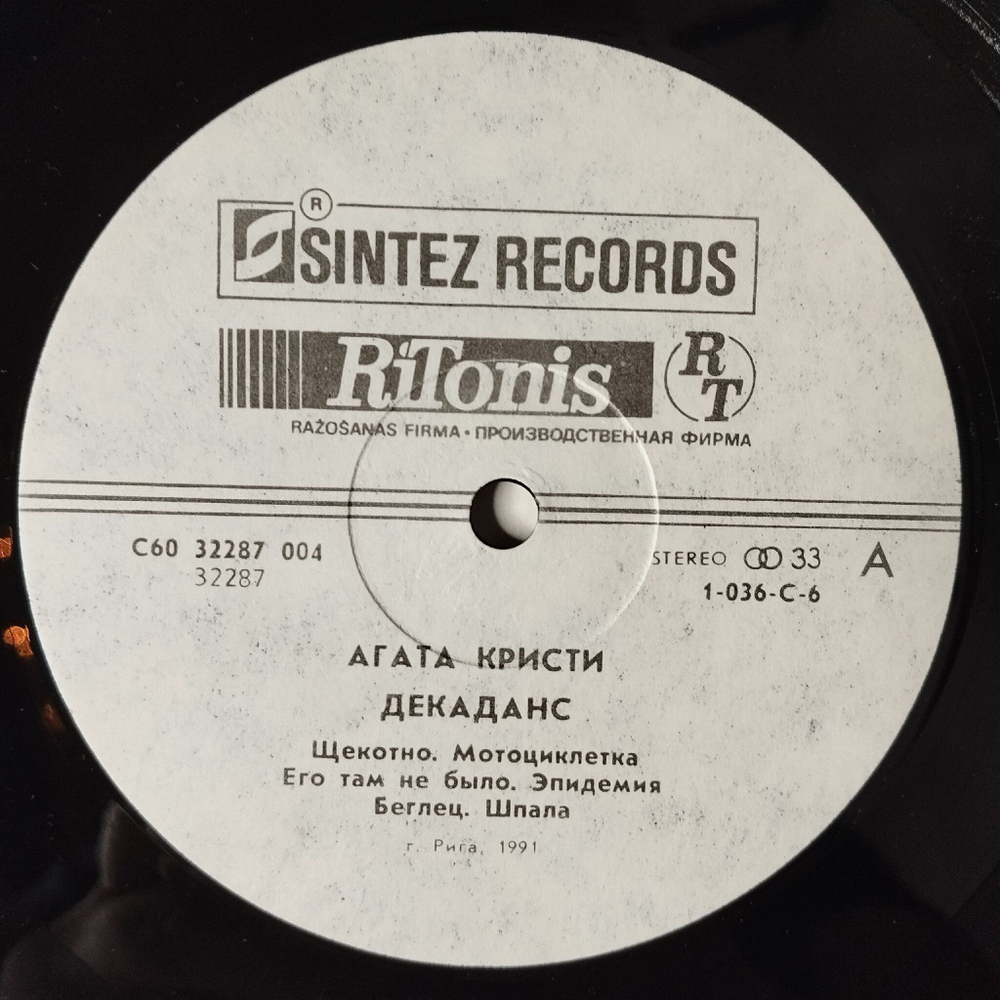 ®
SINTEZ RECORDS
RiTonis RT
RAŽOŠANAS FIRMA • ПРОИЗВОДСТВЕННАЯ ФИРМА
С60 32287 004
32287
STEREO 33 A
1-036-С-6
АГАТА КРИСТИ
ДЕКАДАНС
Щекотно. Мотоциклетка
Его там не было. Эпидемия
Беглец. Шпала
г. Рига, 1991